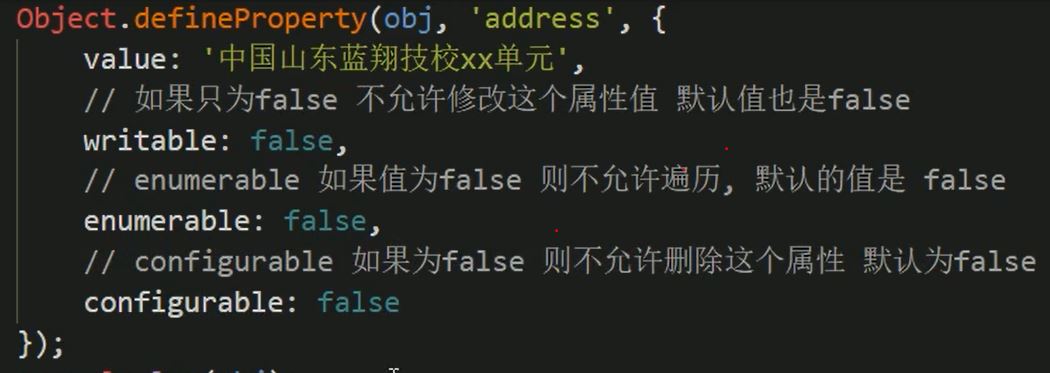 Object.defineProperty(obj, 'address', {
value: '中国山东蓝翔技校xx单元',
// 如果只为false 不允许修改这个属性值 默认值也是false
writable: false,
// enumerable 如果值为false 则不允许遍历, 默认的值是 false
enumerable: false,
// configurable 如果为false 则不允许删除这个属性 默认为false
configurable: false
});